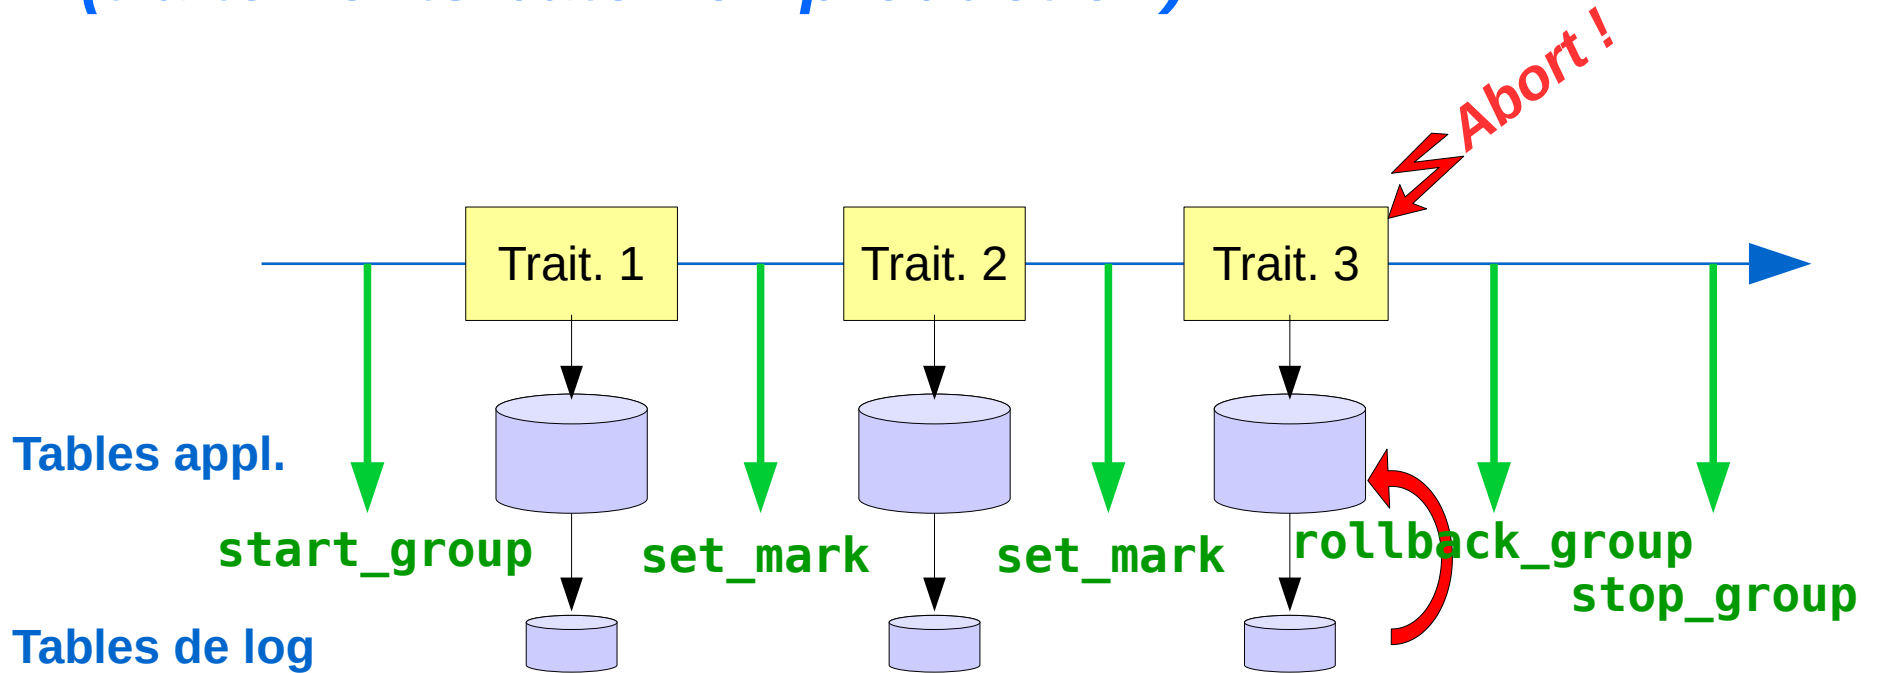 Abort !
Trait. 1
Trait. 2
Trait. 3
Tables appl.
start_group
set_mark
set_mark
rollback_group
stop_group
Tables de log